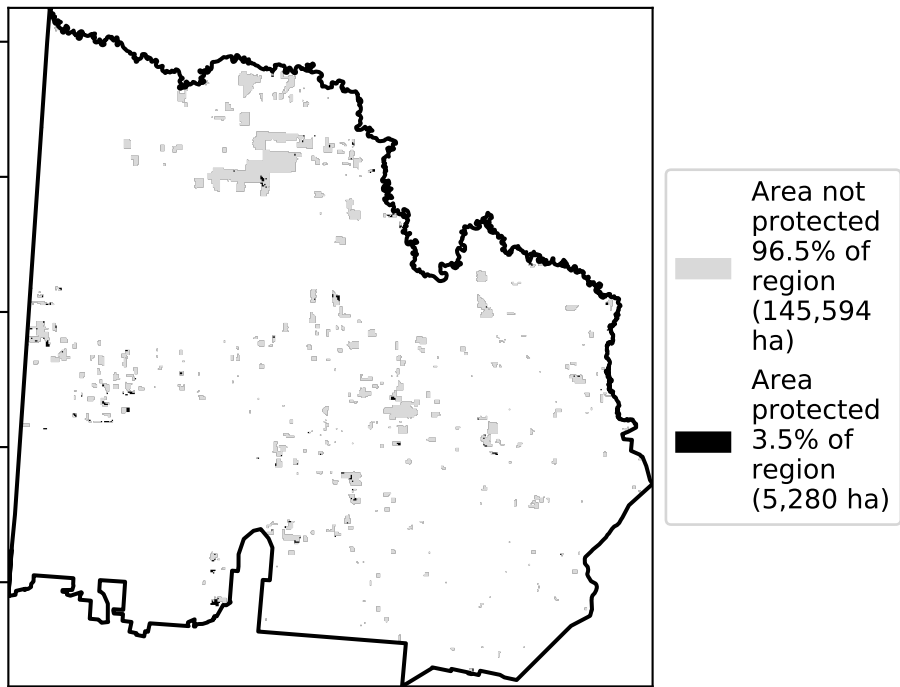 Area not
protected
96.5% of
region
(145,594
ha)
Area
protected
3.5% of
region
(5,280 ha)